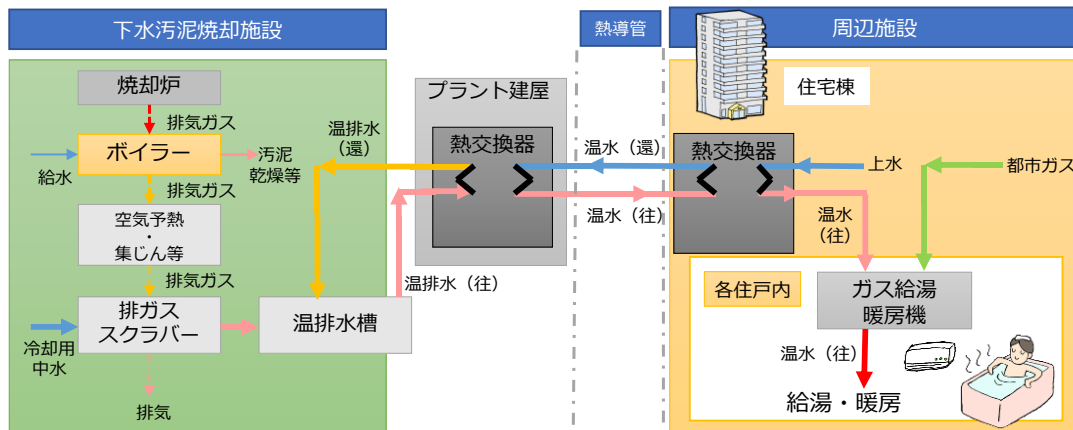 下水汚泥焼却施設
熱導管
周辺施設
焼却炉
排気ガス
ボイラー
給水
汚泥
乾燥等
排気ガス
空気予熱
・
集じん等
排気ガス
排ガス
スクラバー
冷却用
中水
排気
温排水
（還）
温排水槽
温排水（往）
プラント建屋
熱交換器
温水（還）
温水（往）
住宅棟
熱交換器
上水
都市ガス
温水
（往）
各住戸内
ガス給湯
暖房機
温水（往）
給湯・暖房